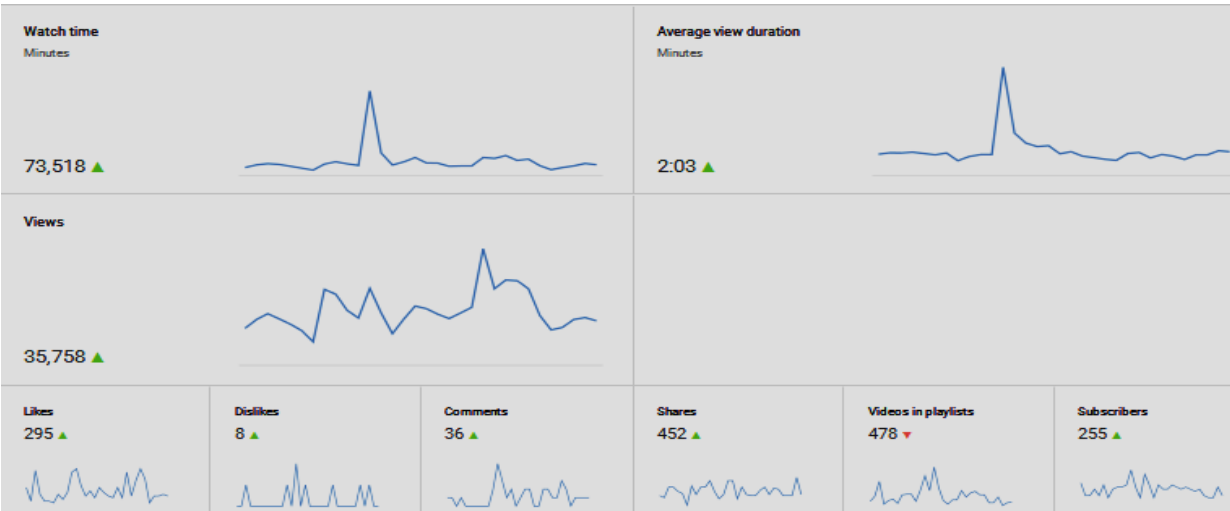 Watch time
Minutes
73,518 ▲
Average view duration
Minutes
2:03 ▲
Views
35,758 ▲
Likes
295 ▲
Dislikes
8 ▲
Comments
36 ▲
Shares
452 ▲
Videos in playlists
478 ▼
Subscribers
255 ▲